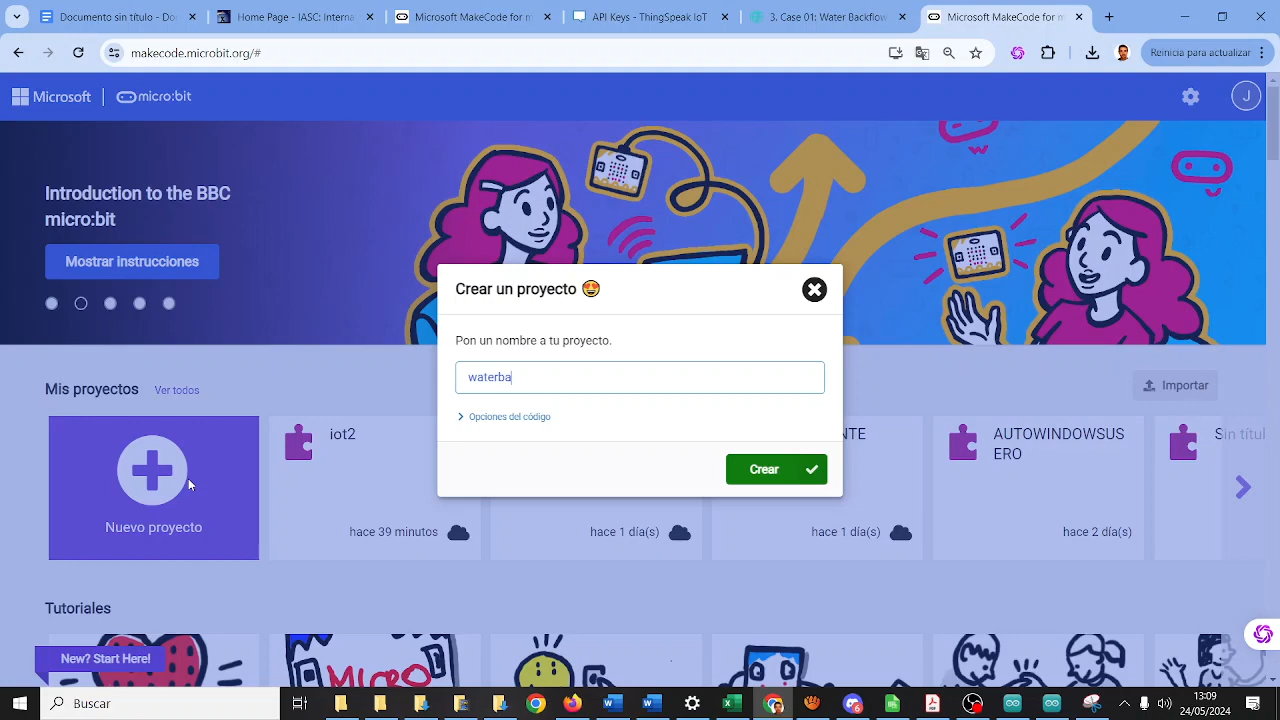 Documento sin título - Do
Home Page - IASC Interna
Microsoft MakeCode for m
API Keys - ThingSpeak IoT
3. Case 01: Water Backflow
Microsoft MakeCode for m
makecode.microbit.org/#
Reinicia para actualizar
Microsoft
micro:bit
J
Introduction to the BBC
micro:bit
Mostrar instrucciones
Crear un proyecto 😍
Pon un nombre a tu proyecto.
waterba
Opciones del código
Crear
Mis proyectos
Ver todos
Importar
Nuevo proyecto
iot2
hace 39 minutos
hace 1 día(s)
NTE
hace 1 día(s)
AUTOWINDOWSUS
ERO
hace 2 día(s)
Sin títul
Tutoriales
New? Start Here!
MICRO
Buscar
13:09
24/05/2024